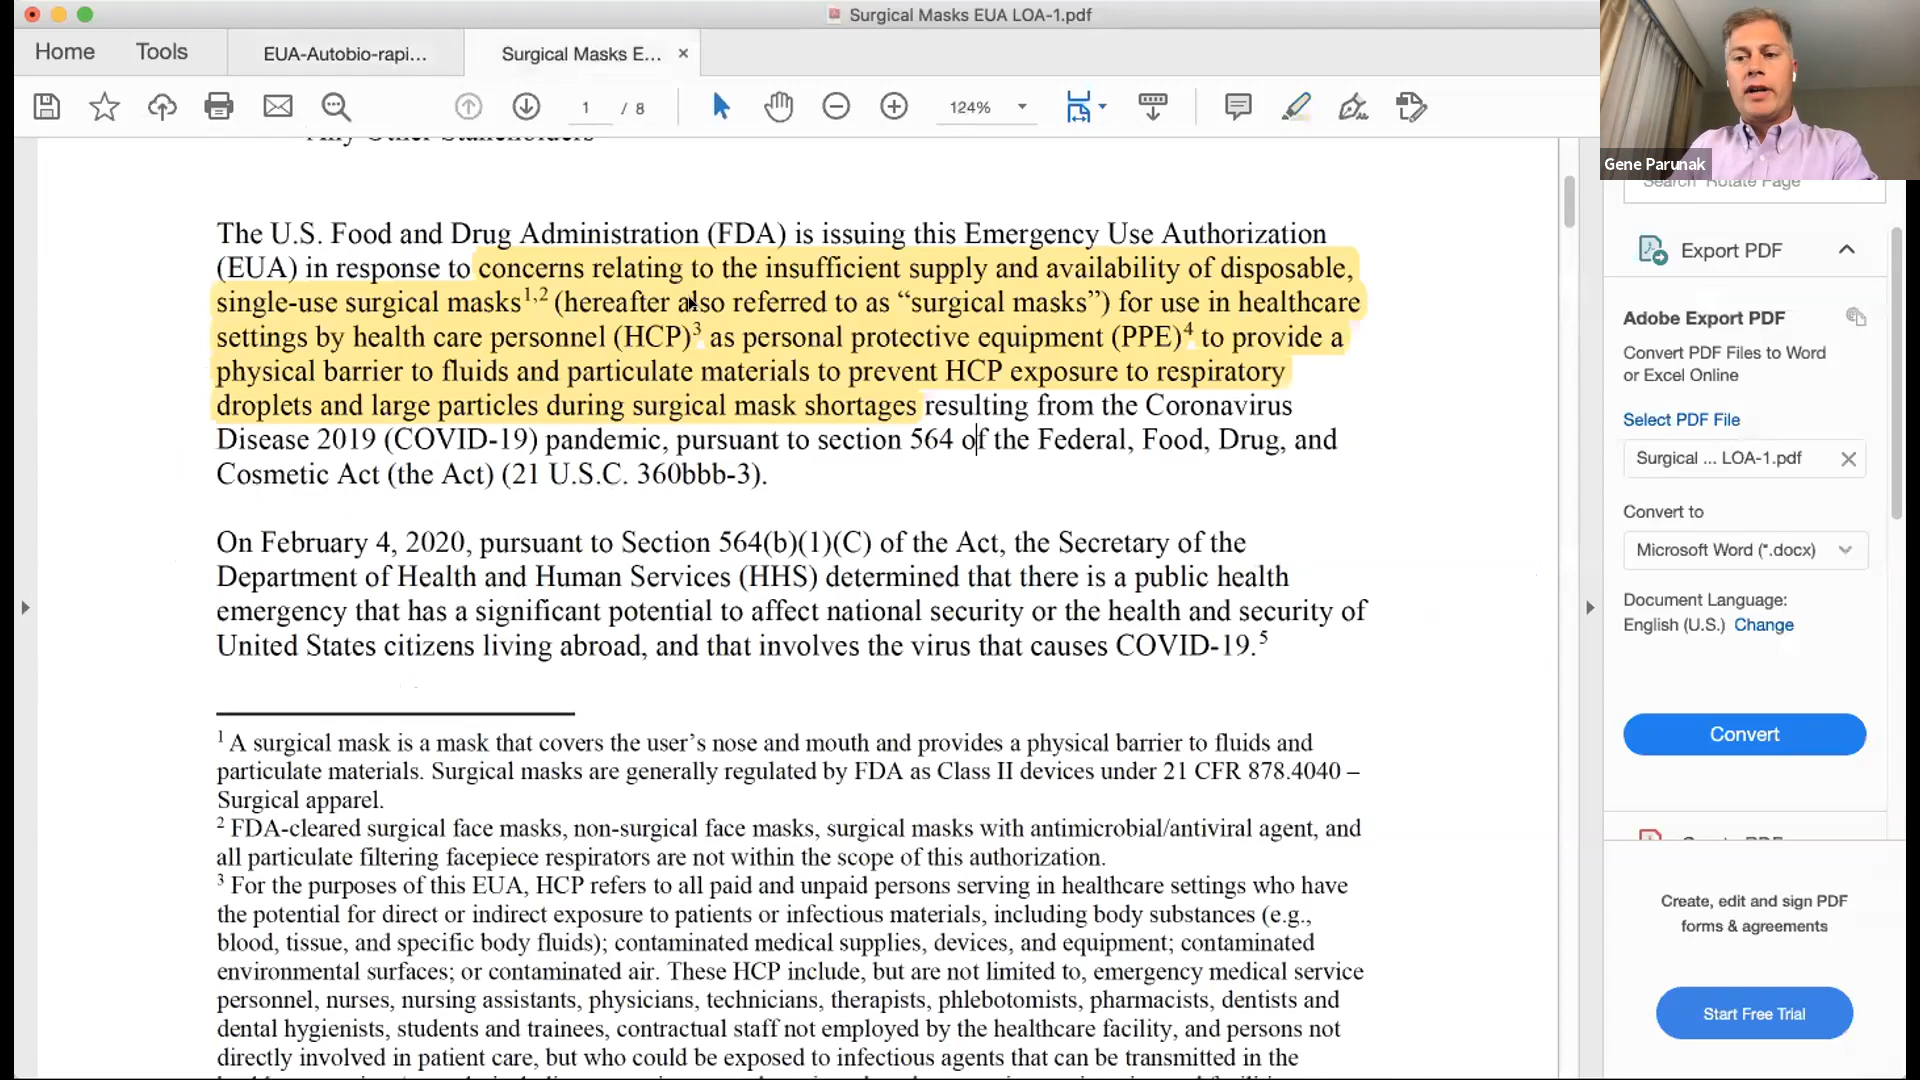 Surgical Masks EUA LOA-1.pdf
Home
Tools
EUA-Autobio-rapi...
Surgical Masks E...
1 / 8
124%
Gene Parunak
Any Other Stakeholders
The U.S. Food and Drug Administration (FDA) is issuing this Emergency Use Authorization
(EUA) in response to concerns relating to the insufficient supply and availability of disposable,
single-use surgical masks1,2 (hereafter also referred to as “surgical masks”) for use in healthcare
settings by health care personnel (HCP)3 as personal protective equipment (PPE)4 to provide a
physical barrier to fluids and particulate materials to prevent HCP exposure to respiratory
droplets and large particles during surgical mask shortages resulting from the Coronavirus
Disease 2019 (COVID-19) pandemic, pursuant to section 564 of the Federal, Food, Drug, and
Cosmetic Act (the Act) (21 U.S.C. 360bbb-3).
On February 4, 2020, pursuant to Section 564(b)(1)(C) of the Act, the Secretary of the
Department of Health and Human Services (HHS) determined that there is a public health
emergency that has a significant potential to affect national security or the health and security of
United States citizens living abroad, and that involves the virus that causes COVID-19.5
1 A surgical mask is a mask that covers the user’s nose and mouth and provides a physical barrier to fluids and
particulate materials. Surgical masks are generally regulated by FDA as Class II devices under 21 CFR 878.4040 –
Surgical apparel.
2 FDA-cleared surgical face masks, non-surgical face masks, surgical masks with antimicrobial/antiviral agent, and
all particulate filtering facepiece respirators are not within the scope of this authorization.
3 For the purposes of this EUA, HCP refers to all paid and unpaid persons serving in healthcare settings who have
the potential for direct or indirect exposure to patients or infectious materials, including body substances (e.g.,
blood, tissue, and specific body fluids); contaminated medical supplies, devices, and equipment; contaminated
environmental surfaces; or contaminated air. These HCP include, but are not limited to, emergency medical service
personnel, nurses, nursing assistants, physicians, technicians, therapists, phlebotomists, pharmacists, dentists and
dental hygienists, students and trainees, contractual staff not employed by the healthcare facility, and persons not
directly involved in patient care, but who could be exposed to infectious agents that can be transmitted in the
Search 'Rotate Page'
Export PDF
Adobe Export PDF
Convert PDF Files to Word
or Excel Online
Select PDF File
Surgical ... LOA-1.pdf
Convert to
Microsoft Word (*.docx)
Document Language:
English (U.S.) Change
Convert
Create, edit and sign PDF
forms & agreements
Start Free Trial